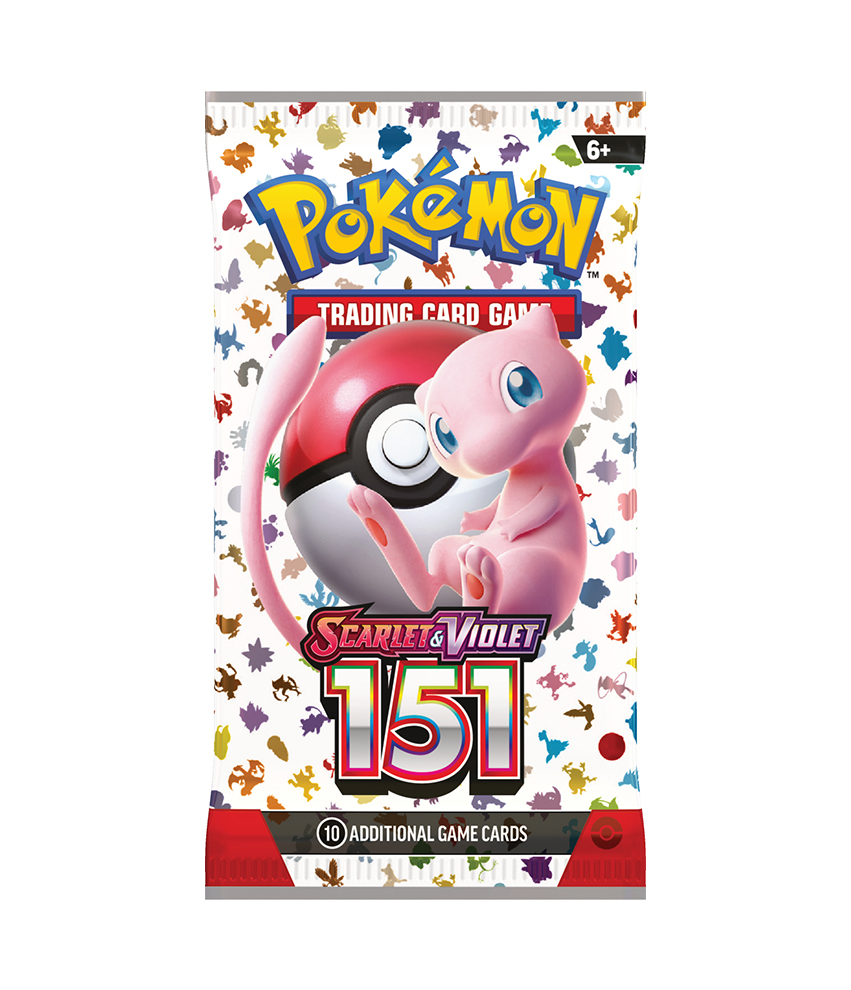 6+
POKéMON
™
TRADING CARD GAME
SCARLET & VIOLET
151
10 ADDITIONAL GAME CARDS